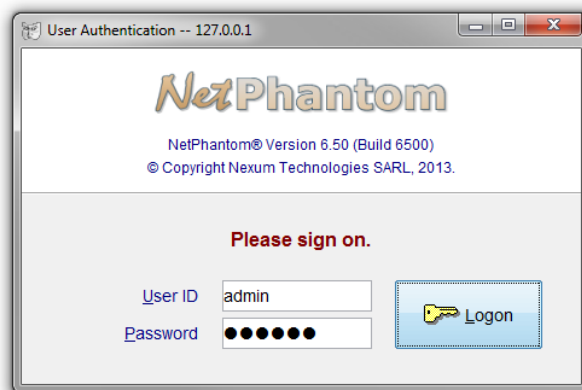 User Authentication -- 127.0.0.1
NetPhantom
NetPhantom® Version 6.50 (Build 6500)
© Copyright Nexum Technologies SARL, 2013.
Please sign on.
User ID admin
Logon
Password ●●●●●●